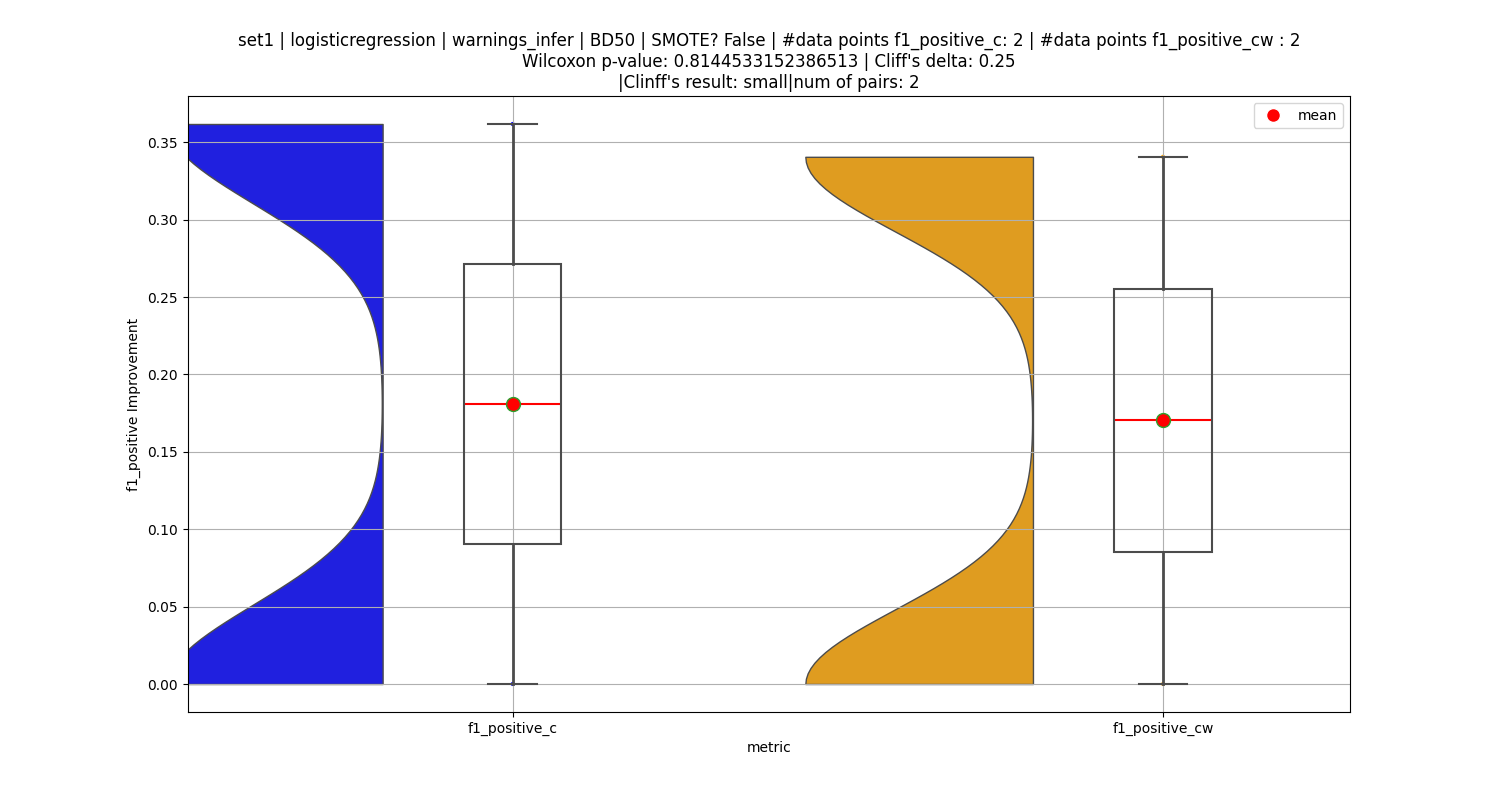 set1 | logisticregression | warnings_infer | BD50 | SMOTE? False | #data points f1_positive_c: 2 | #data points f1_positive_cw : 2
Wilcoxon p-value: 0.8144533152386513 | Cliff's delta: 0.25
|Clinff's result: small|num of pairs: 2
mean
0.35
0.30
0.25
0.20
0.15
0.10
0.05
0.00
f1_positive Improvement
f1_positive_c
f1_positive_cw
metric